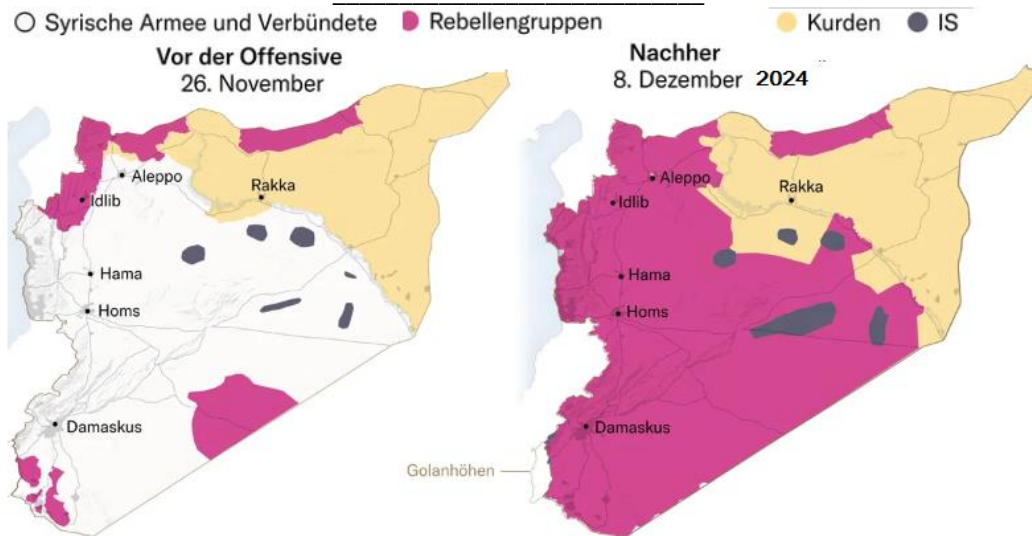 Syrische Armee und Verbündete Rebellengruppen Kurden IS
Vor der Offensive
26. November
Nachher
8. Dezember 2024
Aleppo
Rakka
Idlib
Hama
Homs
Damaskus
Aleppo
Rakka
Idlib
Hama
Homs
Damaskus
Golanhöhen